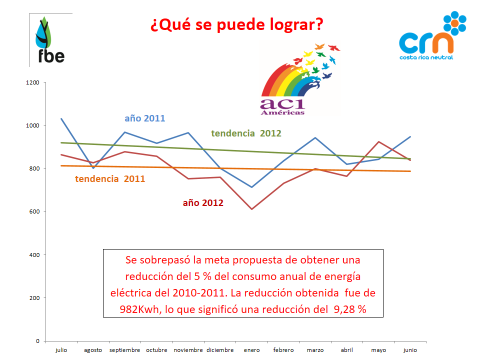 ¿Qué se puede lograr?
fbe
crn
costa rica neutral
aci
Américas
1200
1000
800
600
400
200
0
año 2011
tendencia 2012
tendencia 2011
año 2012
Se sobrepasó la meta propuesta de obtener una
reducción del 5 % del consumo anual de energía
eléctrica del 2010-2011. La reducción obtenida fue de
982Kwh, lo que significó una reducción del 9,28 %
julio agosto septiembre octubre noviembre diciembre enero febrero marzo abril mayo junio